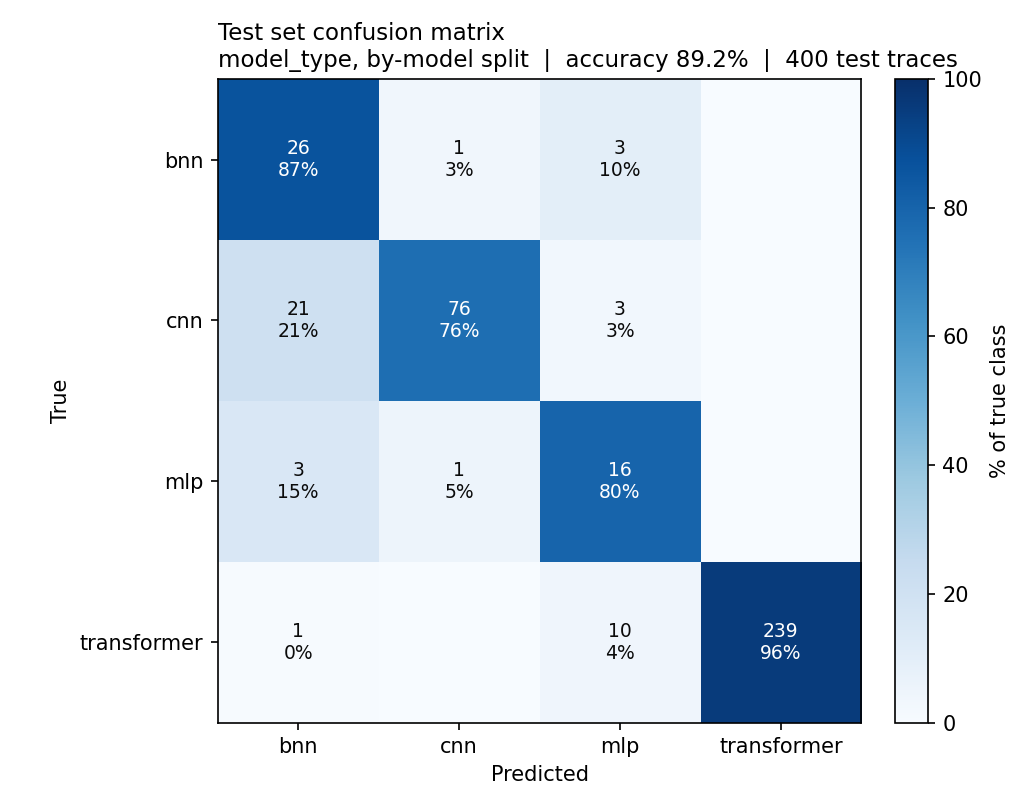 Test set confusion matrix
model_type, by-model split | accuracy 89.2% | 400 test traces
100
80
60
40
20
0
% of true class
True
bnn
26
87%
1
3%
3
10%
cnn
21
21%
76
76%
3
3%
mlp
3
15%
1
5%
16
80%
transformer
1
0%
10
4%
239
96%
bnn
cnn
mlp
transformer
Predicted